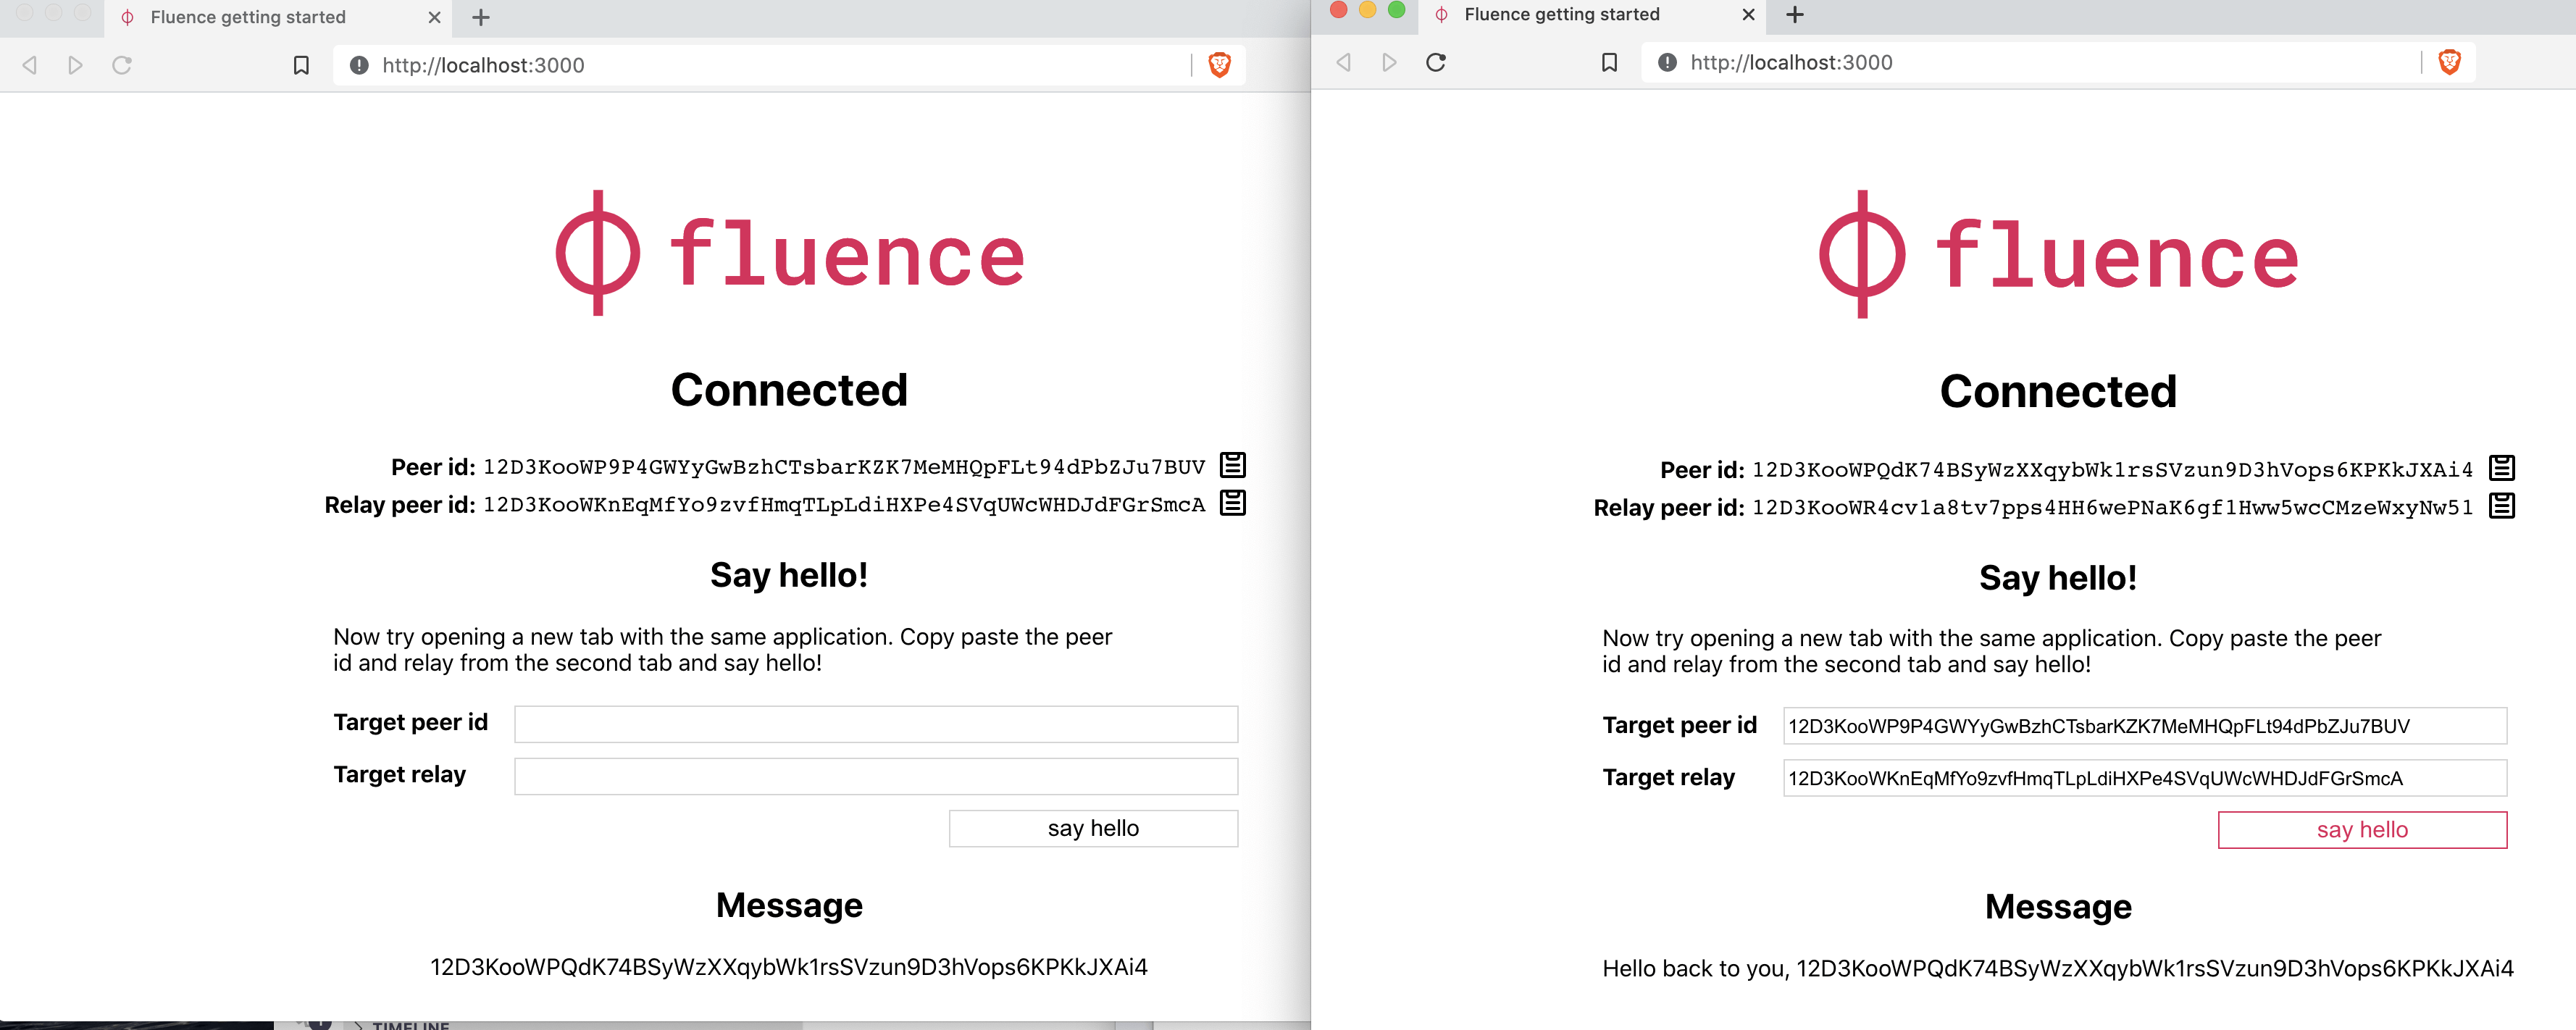 Fluence getting started
http://localhost:3000
fluence
Connected
Peer id: 12D3KooWP9P4GWYyGwBzhCTsbarKZK7MeMHQpFLt94dPbZJu7BUV
Relay peer id: 12D3KooWKnEqMfYo9zvfHmqTLpLdiHXPe4SVqUWcWHDJdFGrSmcA
Say hello!
Now try opening a new tab with the same application. Copy paste the peer
id and relay from the second tab and say hello!
Target peer id
Target relay
say hello
Message
12D3KooWPQdK74BSyWzXXqybWk1rsSVzun9D3hVops6KPKkJXAi4
TIMELINE
Fluence getting started
http://localhost:3000
fluence
Connected
Peer id: 12D3KooWPQdK74BSyWzXXqybWk1rsSVzun9D3hVops6KPKkJXAi4
Relay peer id: 12D3KooWR4cv1a8tv7pps4HH6wePNaK6gf1Hww5wcCMzeWxyNw51
Say hello!
Now try opening a new tab with the same application. Copy paste the peer
id and relay from the second tab and say hello!
Target peer id 12D3KooWP9P4GWYyGwBzhCTsbarKZK7MeMHQpFLt94dPbZJu7BUV
Target relay 12D3KooWKnEqMfYo9zvfHmqTLpLdiHXPe4SVqUWcWHDJdFGrSmcA
say hello
Message
Hello back to you, 12D3KooWPQdK74BSyWzXXqybWk1rsSVzun9D3hVops6KPKkJXAi4